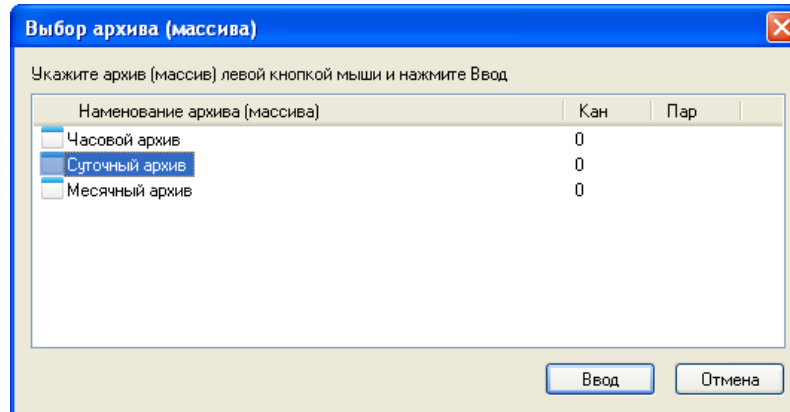 Выбор архива (массива)
Укажите архив (массив) левой кнопкой мыши и нажмите Ввод
Наменование архива (массива) Кан Пар
Часовой архив 0
Суточный архив 0
Месячный архив 0
Ввод Отмена